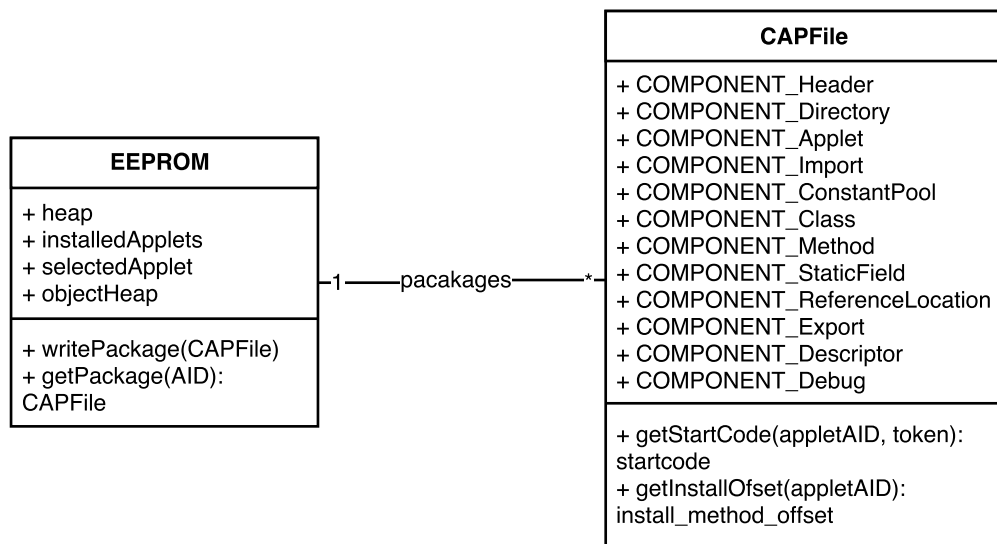 EEPROM
+ heap
+ installedApplets
+ selectedApplet
+ objectHeap
+ writePackage(CAPFile)
+ getPackage(AID):
CAPFile
1
pacakages
*
CAPFile
+ COMPONENT_Header
+ COMPONENT_Directory
+ COMPONENT_Applet
+ COMPONENT_Import
+ COMPONENT_ConstantPool
+ COMPONENT_Class
+ COMPONENT_Method
+ COMPONENT_StaticField
+ COMPONENT_ReferenceLocation
+ COMPONENT_Export
+ COMPONENT_Descriptor
+ COMPONENT_Debug
+ getStartCode(appletAID, token):
startcode
+ getInstallOfset(appletAID):
install_method_offset